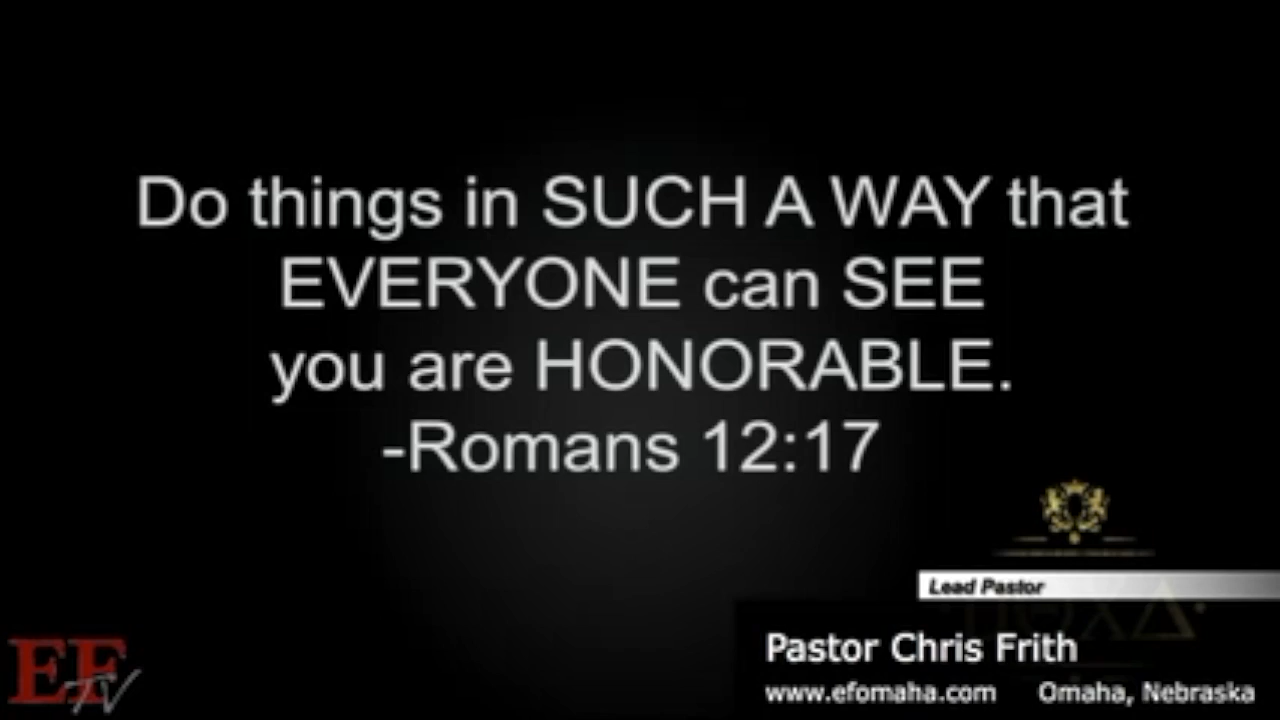 Do things in SUCH A WAY that
EVERYONE can SEE
you are HONORABLE.
-Romans 12:17
Lead Pastor
Pastor Chris Frith
www.efomaha.com Omaha, Nebraska
EF
TV